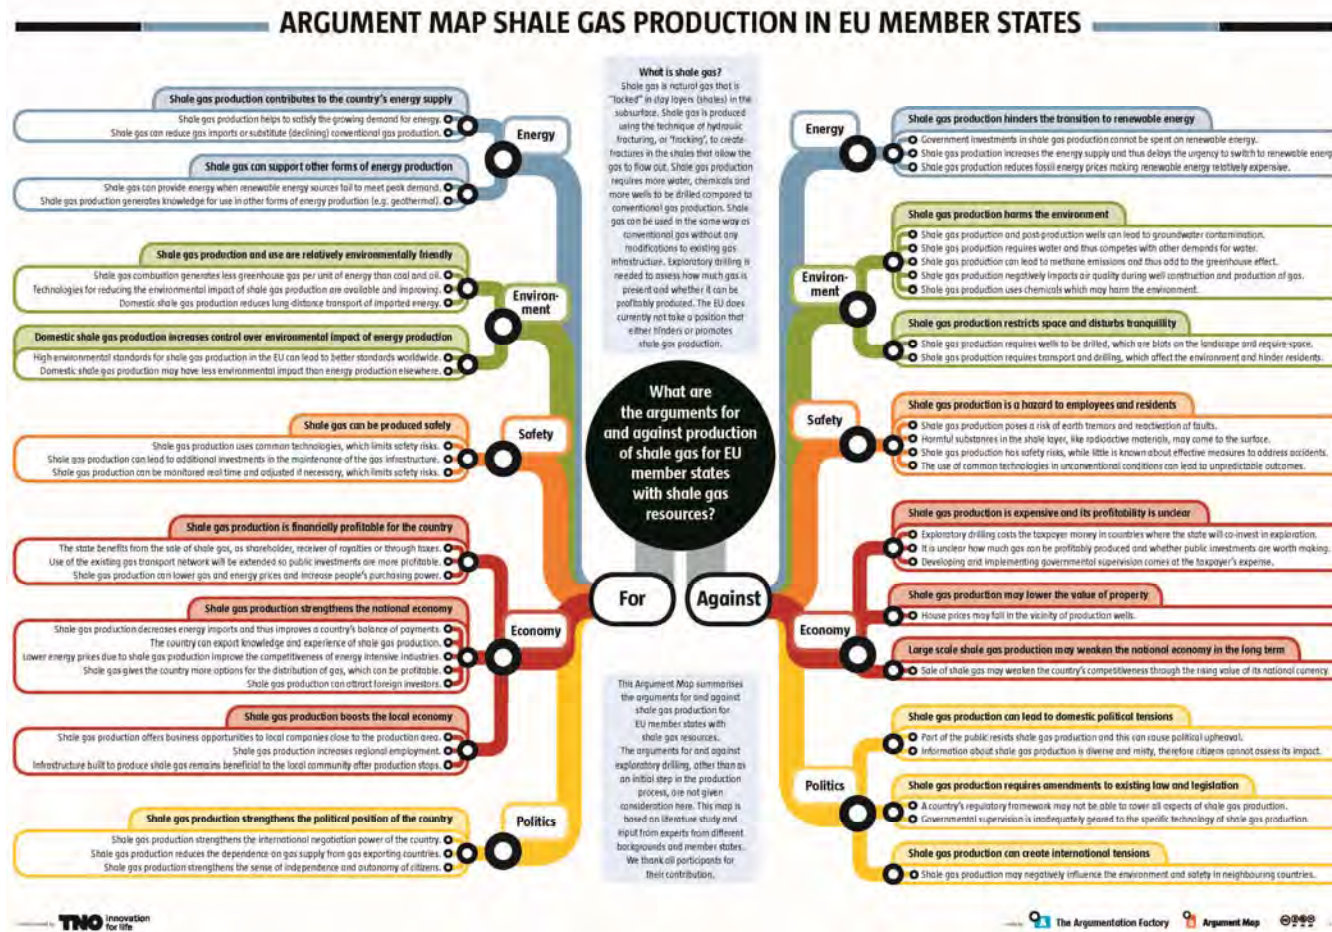 ARGUMENT MAP SHALE GAS PRODUCTION IN EU MEMBER STATES
What is shale gas?
Shale gas is natural gas that is
"locked" in clay layers (shales) in the
subsurface. Shale gas is produced
using the technique of hydraulic
fracturing, or 'fracking', to create
fractures in the shales that allow the
gas to flow out. Shale gas production
requires more water, chemicals and
more wells to be drilled compared to
conventional gas production. Shale
gas can be used in the same way as
conventional gas without any
modifications to existing gas
infrastructure. Exploratory drilling is
needed to assess how much gas is
present and whether it can be
profitably produced. The EU does
currently not take a position that
either hinders or promotes
shale gas production.
What are
the arguments for
and against production
of shale gas for EU
member states
with shale gas
resources?
For
Energy
Shale gas production contributes to the country's energy supply
Shale gas production helps to satisfy the growing demand for energy.
Shale gas can reduce gas imports or substitute (declining) conventional gas production.
Shale gas can support other forms of energy production
Shale gas can provide energy when renewable energy sources fail to meet peak demand.
Shale gas production generates knowledge for use in other forms of energy production (e.g. geothermal).
Environ-
ment
Shale gas production and use are relatively environmentally friendly
Shale gas combustion generates less greenhouse gas per unit of energy than coal and oil.
Technologies for reducing the environmental impact of shale gas production are available and improving.
Domestic shale gas production reduces long-distance transport of imported energy.
Domestic shale gas production increases control over environmental impact of energy production
High environmental standards for shale gas production in the EU can lead to better standards worldwide.
Domestic shale gas production may have less environmental impact than energy production elsewhere.
Safety
Shale gas can be produced safely
Shale gas production uses common technologies, which limits safety risks.
Shale gas production can lead to additional investments in the maintenance of the gas infrastructure.
Shale gas production can be monitored real time and adjusted if necessary, which limits safety risks.
Economy
Shale gas production is financially profitable for the country
The state benefits from the sale of shale gas, as shareholder, receiver of royalties or through taxes.
Use of the existing gas transport network will be extended so public investments are more profitable.
Shale gas production can lower gas and energy prices and increase people's purchasing power.
Shale gas production strengthens the national economy
Shale gas production decreases energy imports and thus improves a country's balance of payments.
The country can export knowledge and experience of shale gas production.
Lower energy prices due to shale gas production improve the competitiveness of energy intensive industries.
Shale gas gives the country more options for the distribution of gas, which can be profitable.
Shale gas production can attract foreign investors.
Shale gas production boosts the local economy
Shale gas production offers business opportunities to local companies close to the production area.
Shale gas production increases regional employment.
Infrastructure built to produce shale gas remains beneficial to the local community after production stops.
Politics
Shale gas production strengthens the political position of the country
Shale gas production strengthens the international negotiation power of the country.
Shale gas production reduces the dependence on gas supply from gas exporting countries.
Shale gas production strengthens the sense of independence and autonomy of citizens.
Against
Energy
Shale gas production hinders the transition to renewable energy
Government investments in shale gas production cannot be spent on renewable energy.
Shale gas production increases the energy supply and thus delays the urgency to switch to renewable energ
Shale gas production reduces fossil energy prices making renewable energy relatively expensive.
Environ-
ment
Shale gas production harms the environment
Shale gas production and post-production wells can lead to groundwater contamination.
Shale gas production requires water and thus competes with other demands for water.
Shale gas production can lead to methane emissions and thus add to the greenhouse effect.
Shale gas production negatively impacts air quality during well construction and production of gas.
Shale gas production uses chemicals which may harm the environment.
Shale gas production restricts space and disturbs tranquillity
Shale gas production requires wells to be drilled, which are blots on the landscape and require space.
Shale gas production requires transport and drilling, which affect the environment and hinder residents.
Safety
Shale gas production is a hazard to employees and residents
Shale gas production poses a risk of earth tremors and reactivation of faults.
Harmful substances in the shale layer, like radioactive materials, may come to the surface.
Shale gas production has safety risks, while little is known about effective measures to address accidents.
The use of common technologies in unconventional conditions can lead to unpredictable outcomes.
Economy
Shale gas production is expensive and its profitability is unclear
Exploratory drilling costs the taxpayer money in countries where the state will co-invest in exploration.
It is unclear how much gas can be profitably produced and whether public investments are worth making.
Developing and implementing governmental supervision comes at the taxpayer's expense.
Shale gas production may lower the value of property
House prices may fall in the vicinity of production wells.
Large scale shale gas production may weaken the national economy in the long term
Sale of shale gas may weaken the country's competitiveness through the rising value of its national currency.
Politics
Shale gas production can lead to domestic political tensions
Part of the public resists shale gas production and this can cause political upheaval.
Information about shale gas production is diverse and misty, therefore citizens cannot assess its impact.
Shale gas production requires amendments to existing law and legislation
A country's regulatory framework may not be able to cover all aspects of shale gas production.
Governmental supervision is inadequately geared to the specific technology of shale gas production.
Shale gas production can create international tensions
Shale gas production may negatively influence the environment and safety in neighbouring countries.
This Argument Map summarises
the arguments for and against
shale gas production for
EU member states with
shale gas resources.
The arguments for and against
exploratory drilling, other than as
an initial step in the production
process, are not given
consideration here. This map is
based on literature study and
input from experts from different
backgrounds and member states.
We thank all participants for
their contribution.
TNO innovation
for life
The Argumentation Factory
Argument Map